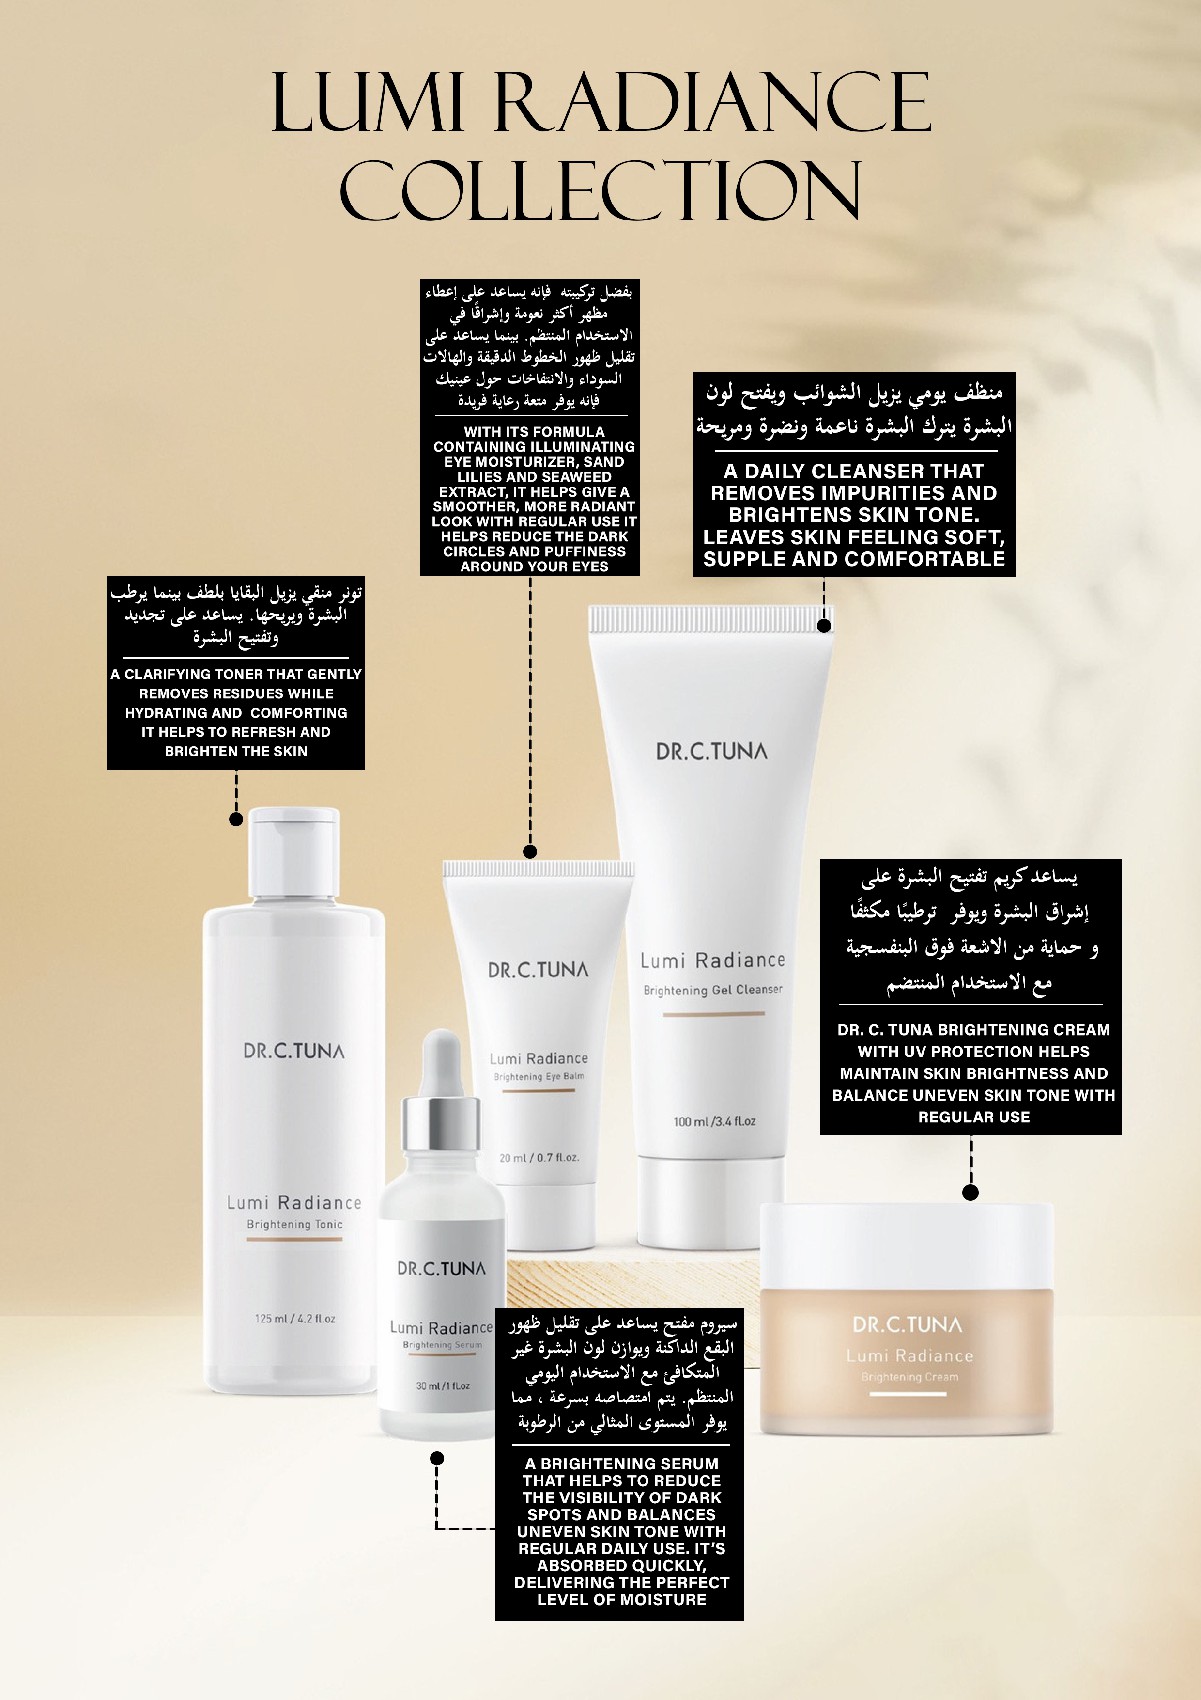 LUMI RADIANCE
COLLECTION
بفضل تركيبته فإنه يساعد على إعطاء
مظهر أكثر نعومة وإشراقًا في
الاستخدام المنتظم. بينما يساعد على
تقليل ظهور الخطوط الدقيقة والهالات
السوداء والانتفاخات حول عينيك
فإنه يوفر متعة رعاية فريدة
WITH ITS FORMULA
CONTAINING ILLUMINATING
EYE MOISTURIZER, SAND
LILIES AND SEAWEED
EXTRACT, IT HELPS GIVE A
SMOOTHER, MORE RADIANT
LOOK WITH REGULAR USE IT
HELPS REDUCE THE DARK
CIRCLES AND PUFFINESS
AROUND YOUR EYES
منظف يومي يزيل الشوائب ويفتح لون
البشرة يترك البشرة ناعمة ونضرة ومريحة
A DAILY CLEANSER THAT
REMOVES IMPURITIES AND
BRIGHTENS SKIN TONE.
LEAVES SKIN FEELING SOFT,
SUPPLE AND COMFORTABLE
تونر منقي يزيل البقايا بلطف بينما يرطب
البشرة ويريحها. يساعد على تجديد
وتفتيح البشرة
A CLARIFYING TONER THAT GENTLY
REMOVES RESIDUES WHILE
HYDRATING AND COMFORTING
IT HELPS TO REFRESH AND
BRIGHTEN THE SKIN
DR.C.TUNA
Lumi Radiance
Brightening Gel Cleanser
100 ml /3.4 fl.oz
DR.C.TUNA
Lumi Radiance
Brightening Eye Balm
20 ml / 0.7 fl.oz.
يساعد كريم تفتيح البشرة على
إشراق البشرة ويوفر ترطيبًا مكثفًا
و حماية من الاشعة فوق البنفسجية
مع الاستخدام المنتضم
DR. C. TUNA BRIGHTENING CREAM
WITH UV PROTECTION HELPS
MAINTAIN SKIN BRIGHTNESS AND
BALANCE UNEVEN SKIN TONE WITH
REGULAR USE
DR.C.TUNA
Lumi Radiance
Brightening Tonic
125 ml / 4.2 fl.oz
DR.C.TUNA
Lumi Radiance
Brightening Serum
30 ml /1 fl.oz
DR.C.TUNA
Lumi Radiance
Brightening Cream
سيروم مفتح يساعد على تقليل ظهور
البقع الداكنة ويوازن لون البشرة غير
المتكافئ مع الاستخدام اليومي
المنتظم. يتم امتصاصه بسرعة ، مما
يوفر المستوى المثالي من الرطوبة
A BRIGHTENING SERUM
THAT HELPS TO REDUCE
THE VISIBILITY OF DARK
SPOTS AND BALANCES
UNEVEN SKIN TONE WITH
REGULAR DAILY USE. IT'S
ABSORBED QUICKLY,
DELIVERING THE PERFECT
LEVEL OF MOISTURE